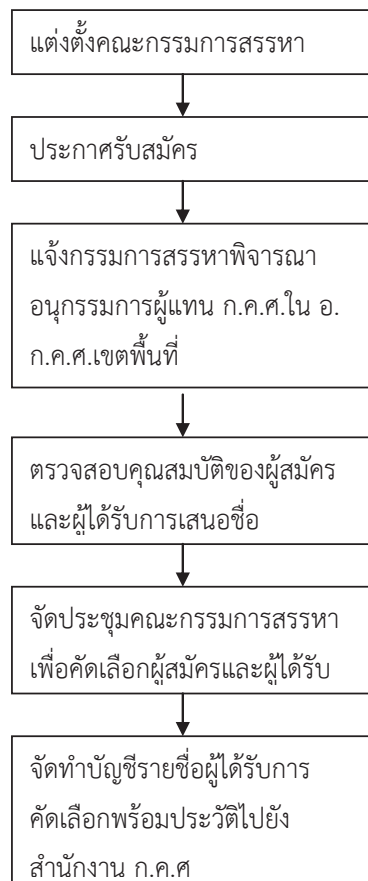 แต่งตั้งคณะกรรมการสรรหา
ประกาศรับสมัคร
แจ้งกรรมการสรรหาพิจารณา
อนุกรรมการผู้แทน ก.ค.ศ.ใน อ.
ก.ค.ศ.เขตพื้นที่
ตรวจสอบคุณสมบัติของผู้สมัคร
และผู้ได้รับการเสนอชื่อ
จัดประชุมคณะกรรมการสรรหา
เพื่อคัดเลือกผู้สมัครและผู้ได้รับ
จัดทำบัญชีรายชื่อผู้ได้รับการ
คัดเลือกพร้อมประวัติไปยัง
สำนักงาน ก.ค.ศ